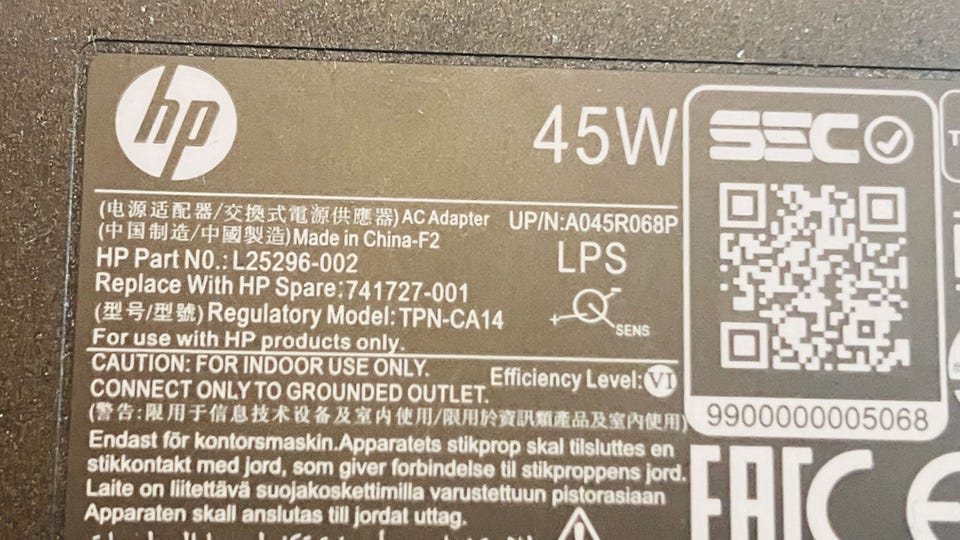 hp
45W
(电源适配器/交換式電源供應器)AC Adapter
UP/N:A045R068P
(中国制造/中國製造)Made in China-F2
LPS
HP Part NO.:L25296-002
Replace With HP Spare:741727-001
(型号/型號)Regulatory Model:TPN-CA14
SENS
For use with HP products only.
CAUTION: FOR INDOOR USE ONLY.
CONNECT ONLY TO GROUNDED OUTLET.
Efficiency Level:VI
(警告:限用于信息技术设备及室内使用/限用於資訊類產品及室內使用)
Endast för kontorsmaskin.Apparatets stikprop skal tilsluttes en
stikkontakt med jord, som giver forbindelse til stikproppens jord.
Laite on liitettävä suojakoskettimilla varustettuun pistorasiaan
Apparaten skall anslutas till jordat uttag.
SEC
9900000005068
EAC
CE